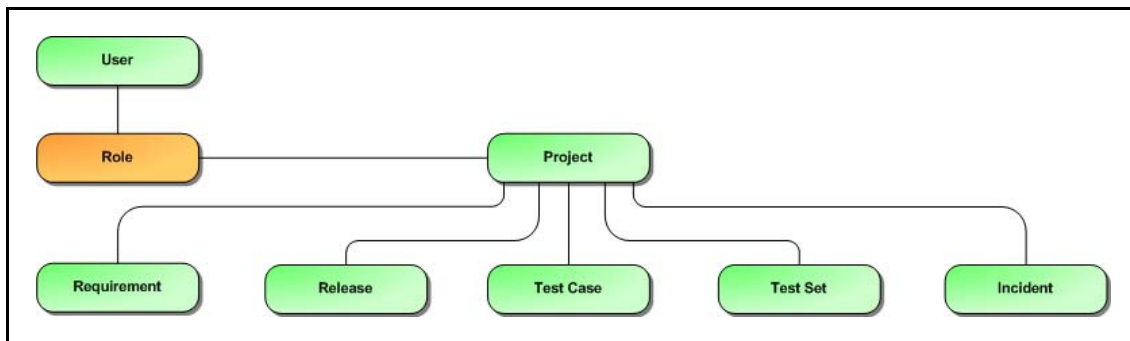 User
Role
Project
Requirement
Release
Test Case
Test Set
Incident